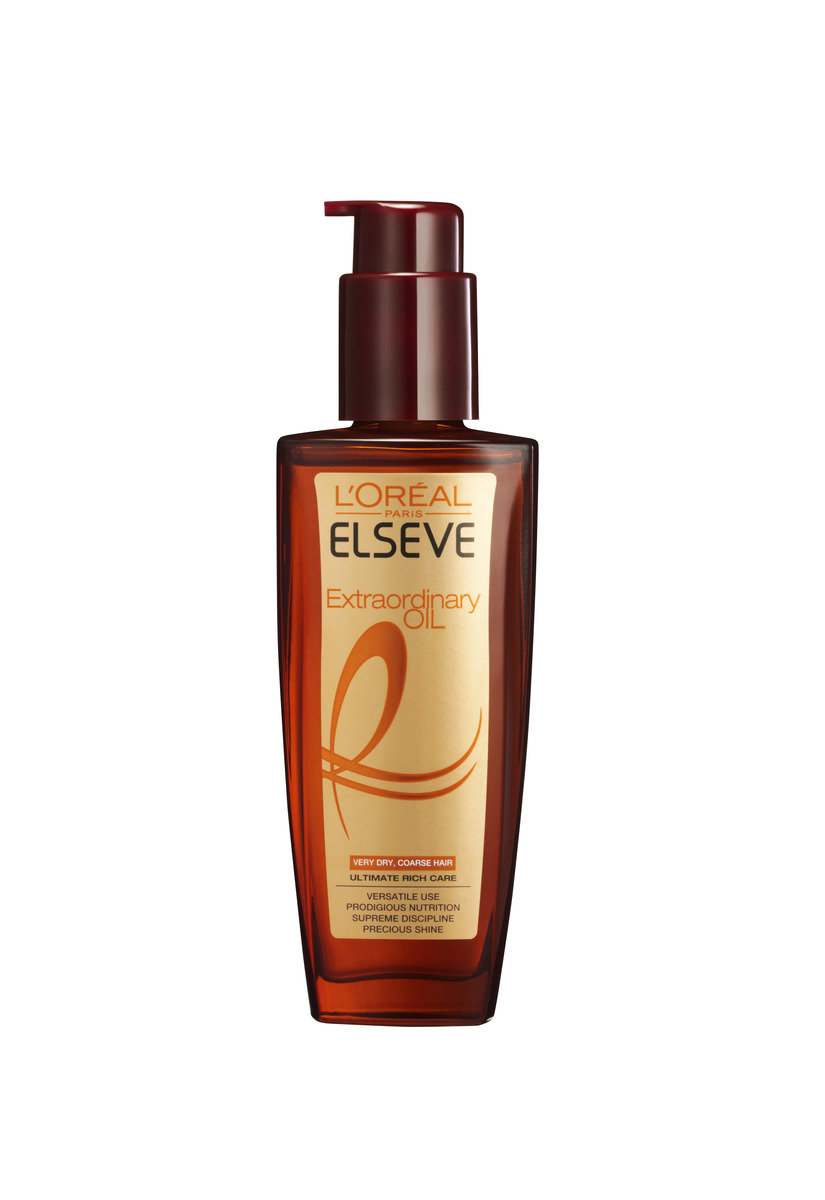 L'ORÉAL
PARIS
ELSEVE
Extraordinary
OIL
VERY DRY, COARSE HAIR
ULTIMATE RICH CARE
VERSATILE USE
PRODIGIOUS NUTRITION
SUPREME DISCIPLINE
PRECIOUS SHINE